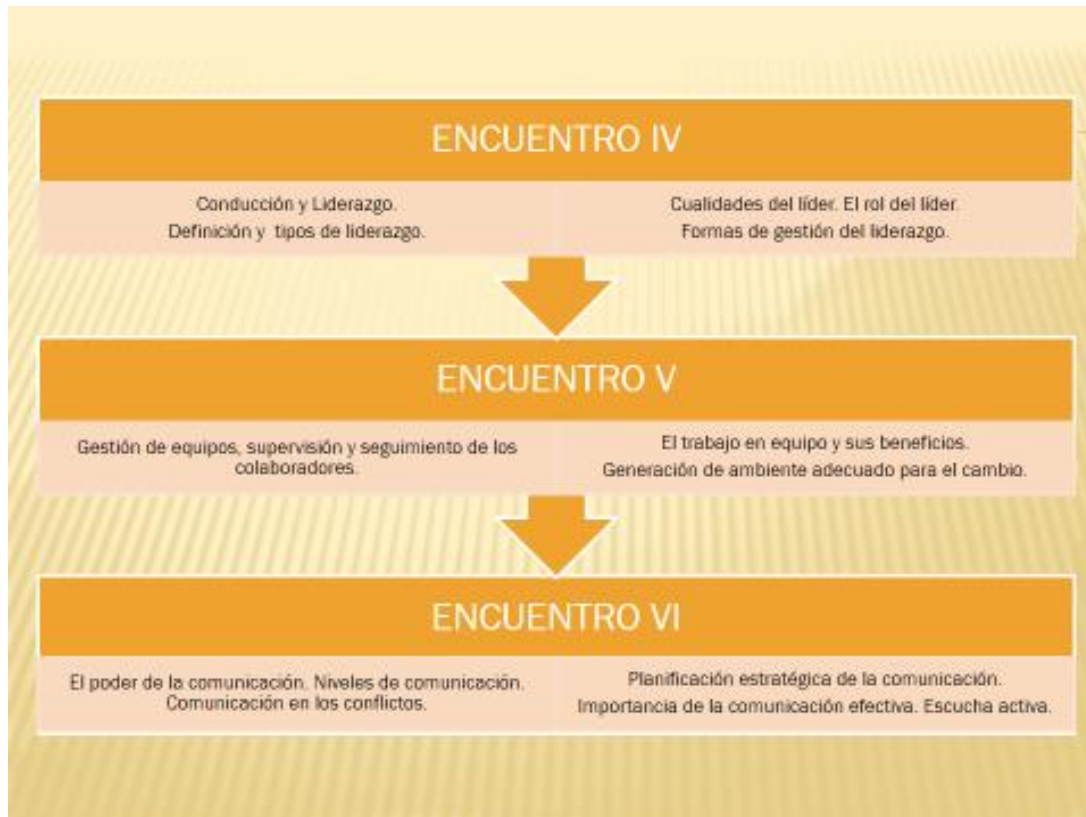 ENCUENTRO IV
Conducción y Liderazgo.
Definición y tipos de liderazgo.
Cualidades del líder. El rol del líder.
Formas de gestión del liderazgo.
ENCUENTRO V
Gestión de equipos, supervisión y seguimiento de los
colaboradores.
El trabajo en equipo y sus beneficios.
Generación de ambiente adecuado para el cambio.
ENCUENTRO VI
El poder de la comunicación. Niveles de comunicación.
Comunicación en los conflictos.
Planificación estratégica de la comunicación.
Importancia de la comunicación efectiva. Escucha activa.